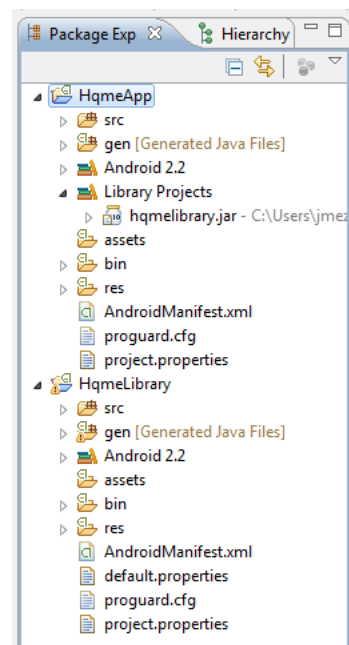 Package Exp Hierarchy
HqmeApp
src
gen [Generated Java Files]
Android 2.2
Library Projects
hqmelibrary.jar - C:\Users\jmez
assets
bin
res
AndroidManifest.xml
proguard.cfg
project.properties
HqmeLibrary
src
gen [Generated Java Files]
Android 2.2
assets
bin
res
AndroidManifest.xml
default.properties
proguard.cfg
project.properties